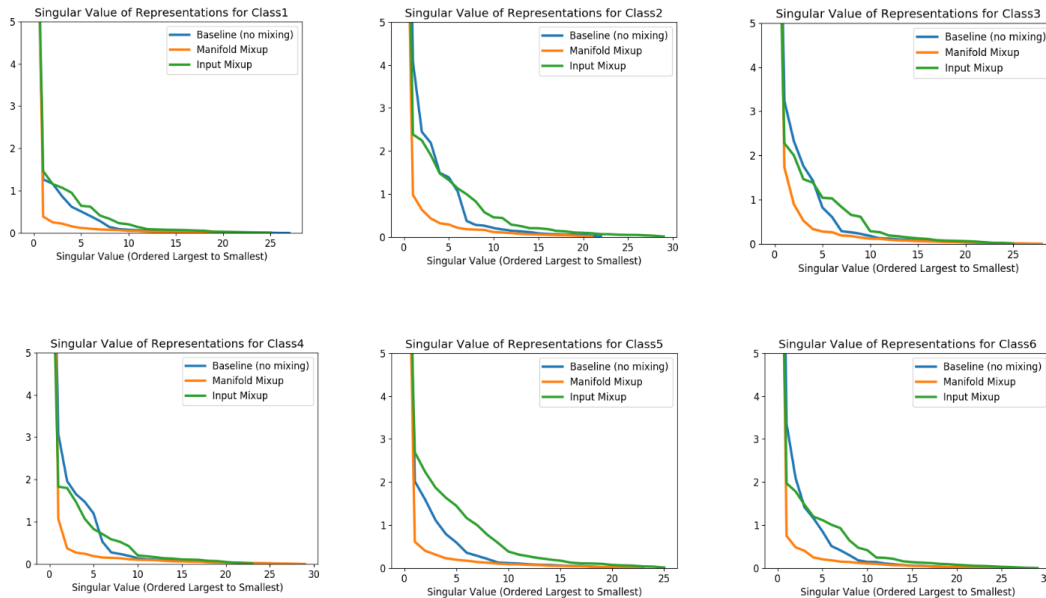 Singular Value of Representations for Class1
5
4
3
2
1
0
Baseline (no mixing)
Manifold Mixup
Input Mixup
0 5 10 15 20 25
Singular Value (Ordered Largest to Smallest)
Singular Value of Representations for Class2
5
4
3
2
1
0
Baseline (no mixing)
Manifold Mixup
Input Mixup
0 5 10 15 20 25 30
Singular Value (Ordered Largest to Smallest)
Singular Value of Representations for Class3
5
4
3
2
1
0
Baseline (no mixing)
Manifold Mixup
Input Mixup
0 5 10 15 20 25
Singular Value (Ordered Largest to Smallest)
Singular Value of Representations for Class4
5
4
3
2
1
0
Baseline (no mixing)
Manifold Mixup
Input Mixup
0 5 10 15 20 25 30
Singular Value (Ordered Largest to Smallest)
Singular Value of Representations for Class5
5
4
3
2
1
0
Baseline (no mixing)
Manifold Mixup
Input Mixup
0 5 10 15 20 25
Singular Value (Ordered Largest to Smallest)
Singular Value of Representations for Class6
5
4
3
2
1
0
Baseline (no mixing)
Manifold Mixup
Input Mixup
0 5 10 15 20 25
Singular Value (Ordered Largest to Smallest)